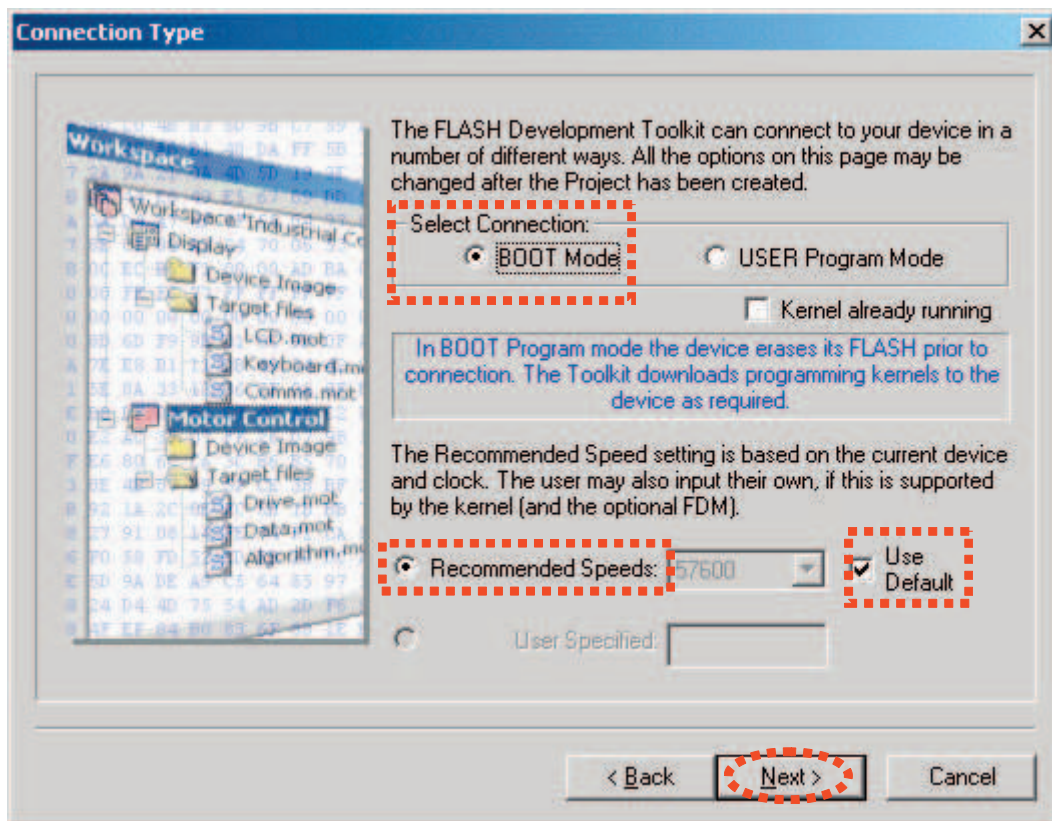 Connection Type
The FLASH Development Toolkit can connect to your device in a
number of different ways. All the options on this page may be
changed after the Project has been created.
Select Connection:
BOOT Mode
USER Program Mode
Kernel already running
In BOOT Program mode the device erases its FLASH prior to
connection. The Toolkit downloads programming kernels to the
device as required.
The Recommended Speed setting is based on the current device
and clock. The user may also input their own, if this is supported
by the kernel (and the optional FDM).
Recommended Speeds:
57600
Use
Default
User Specified:
Workspace
Workspace 'Industrial Co
Display
Device Image
Target Files
LCD.mot
Keyboard.m
Comms.mot
Motor Control
Device Image
Target Files
Drive.mot
Data.mot
Algorithm.m
< Back
Next >
Cancel